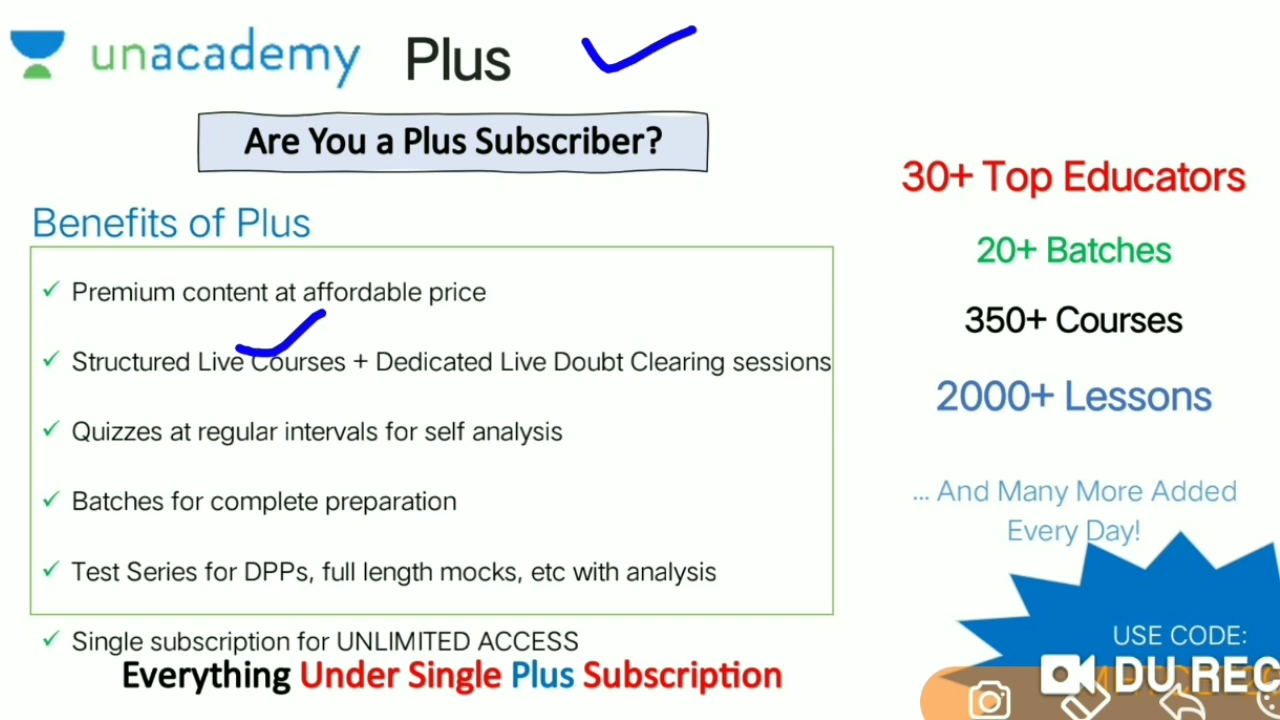 unacademy Plus
Are You a Plus Subscriber?
Benefits of Plus
Premium content at affordable price
Structured Live Courses + Dedicated Live Doubt Clearing sessions
Quizzes at regular intervals for self analysis
Batches for complete preparation
Test Series for DPPs, full length mocks, etc with analysis
Single subscription for UNLIMITED ACCESS
Everything Under Single Plus Subscription
30+ Top Educators
20+ Batches
350+ Courses
2000+ Lessons
... And Many More Added
Every Day!
USE CODE:
DU REC